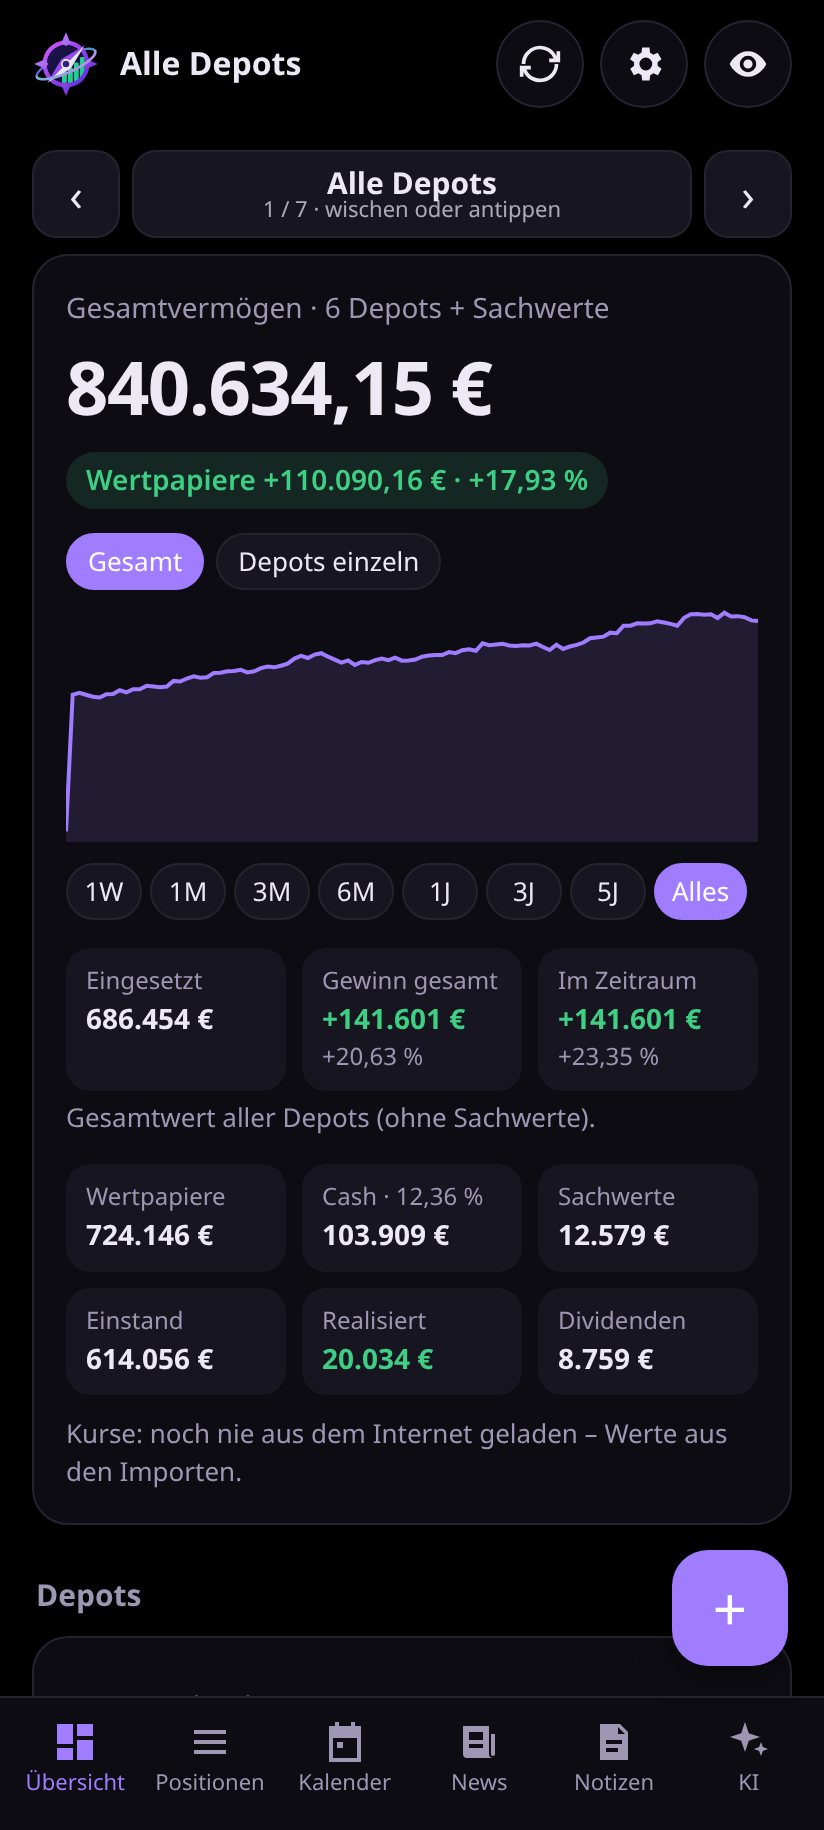 Alle Depots
‹
Alle Depots
1 / 7 · wischen oder antippen
›
Gesamtvermögen · 6 Depots + Sachwerte
840.634,15 €
Wertpapiere +110.090,16 € · +17,93 %
Gesamt
Depots einzeln
1W 1M 3M 6M 1J 3J 5J Alles
Eingesetzt
686.454 €
Gewinn gesamt
+141.601 €
+20,63 %
Im Zeitraum
+141.601 €
+23,35 %
Gesamtwert aller Depots (ohne Sachwerte).
Wertpapiere
724.146 €
Cash · 12,36 %
103.909 €
Sachwerte
12.579 €
Einstand
614.056 €
Realisiert
20.034 €
Dividenden
8.759 €
Kurse: noch nie aus dem Internet geladen – Werte aus
den Importen.
Depots
+
Übersicht
Positionen
Kalender
News
Notizen
KI